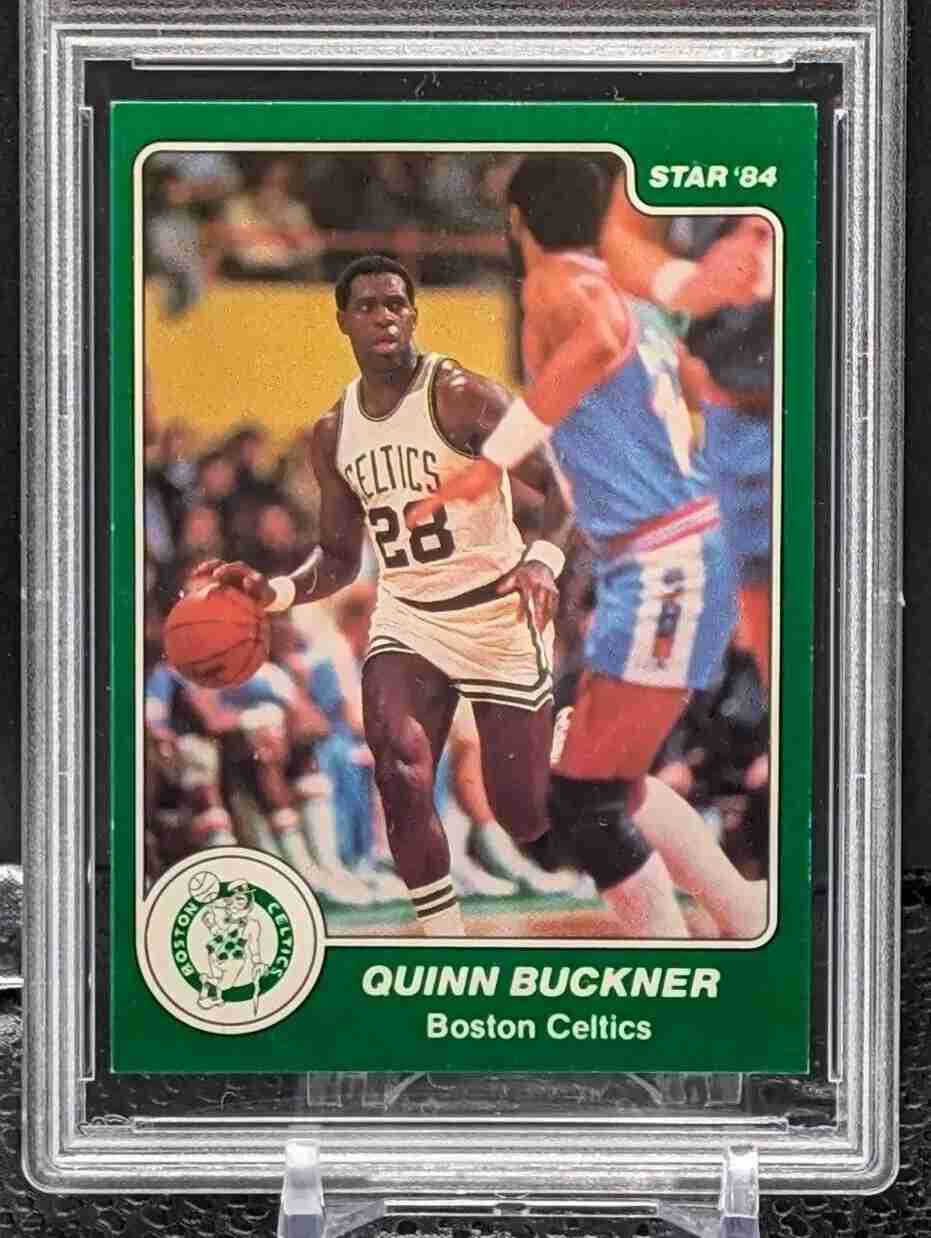 STAR '84
CELTICS
28
BOSTON CELTICS
QUINN BUCKNER
Boston Celtics